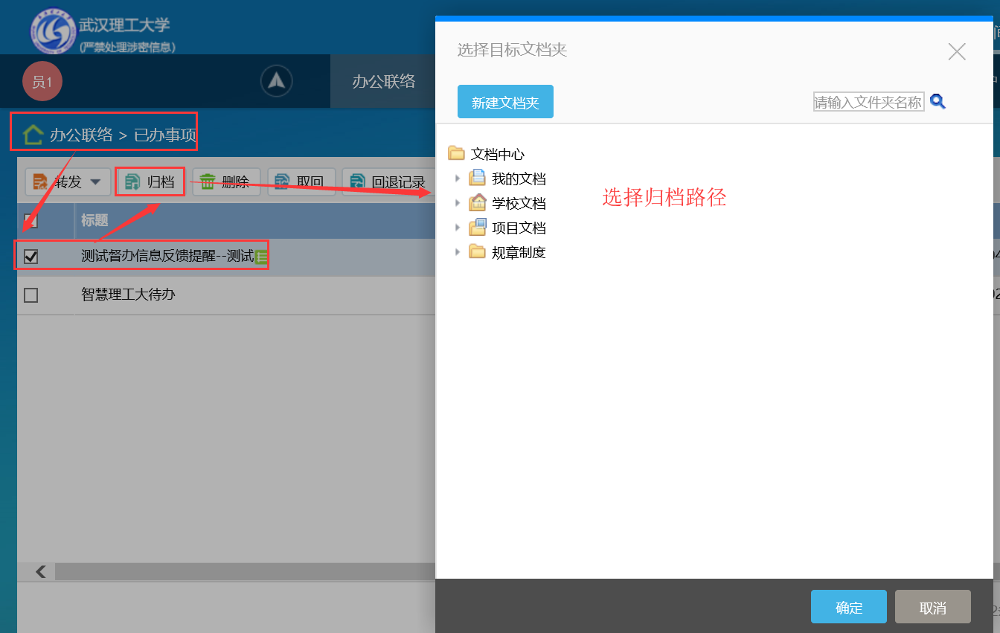 武汉理工大学
(严禁处理涉密信息)
员1
办公联络
办公联络 > 已办事项
转发 归档 删除 取回 回退记录
标题
测试督办信息反馈提醒--测试
智慧理工大待办
选择目标文档夹
新建文档夹
请输入文件夹名称
文档中心
我的文档
学校文档
项目文档
规章制度
选择归档路径
确定 取消